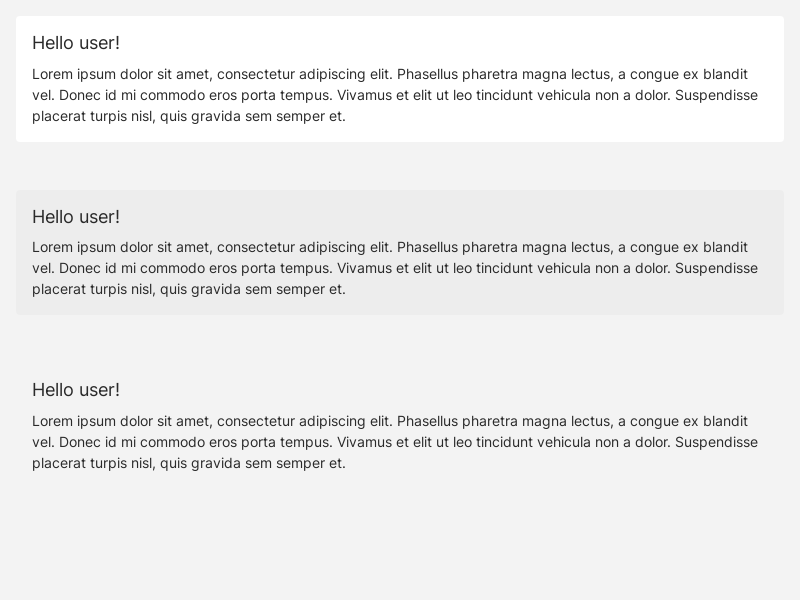 Hello user!
Lorem ipsum dolor sit amet, consectetur adipiscing elit. Phasellus pharetra magna lectus, a congue ex blandit
vel. Donec id mi commodo eros porta tempus. Vivamus et elit ut leo tincidunt vehicula non a dolor. Suspendisse
placerat turpis nisl, quis gravida sem semper et.
Hello user!
Lorem ipsum dolor sit amet, consectetur adipiscing elit. Phasellus pharetra magna lectus, a congue ex blandit
vel. Donec id mi commodo eros porta tempus. Vivamus et elit ut leo tincidunt vehicula non a dolor. Suspendisse
placerat turpis nisl, quis gravida sem semper et.
Hello user!
Lorem ipsum dolor sit amet, consectetur adipiscing elit. Phasellus pharetra magna lectus, a congue ex blandit
vel. Donec id mi commodo eros porta tempus. Vivamus et elit ut leo tincidunt vehicula non a dolor. Suspendisse
placerat turpis nisl, quis gravida sem semper et.